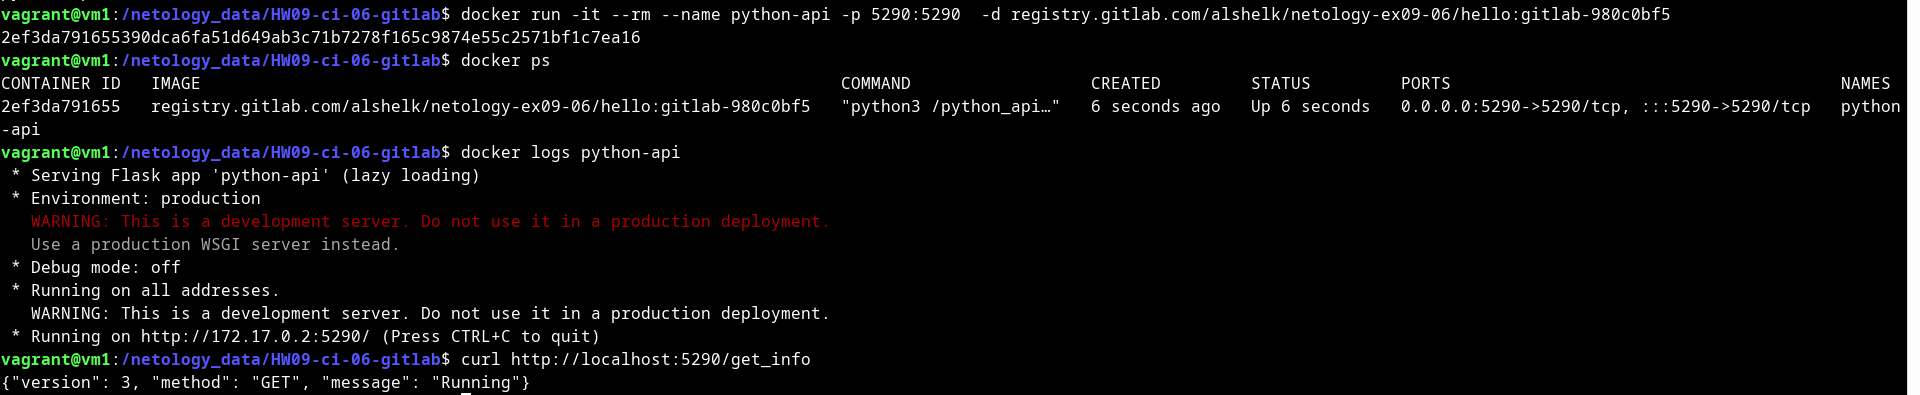 vagrant@vm1:/netology_data/HW09-ci-06-gitlab$ docker run -it --rm --name python-api -p 5290:5290  -d registry.gitlab.com/alshelk/netology-ex09-06/hello:gitlab-980c0bf5
2ef3da791655390dca6fa51d649ab3c71b7278f165c9874e55c2571bf1c7ea16
vagrant@vm1:/netology_data/HW09-ci-06-gitlab$ docker ps
CONTAINER ID   IMAGE                                                                COMMAND                  CREATED         STATUS         PORTS                                       NAMES
2ef3da791655   registry.gitlab.com/alshelk/netology-ex09-06/hello:gitlab-980c0bf5   "python3 /python_api…"   6 seconds ago   Up 6 seconds   0.0.0.0:5290->5290/tcp, :::5290->5290/tcp   python
-api
vagrant@vm1:/netology_data/HW09-ci-06-gitlab$ docker logs python-api
 * Serving Flask app 'python-api' (lazy loading)
 * Environment: production
   WARNING: This is a development server. Do not use it in a production deployment.
   Use a production WSGI server instead.
 * Debug mode: off
 * Running on all addresses.
   WARNING: This is a development server. Do not use it in a production deployment.
 * Running on http://172.17.0.2:5290/ (Press CTRL+C to quit)
vagrant@vm1:/netology_data/HW09-ci-06-gitlab$ curl http://localhost:5290/get_info
{"version": 3, "method": "GET", "message": "Running"}